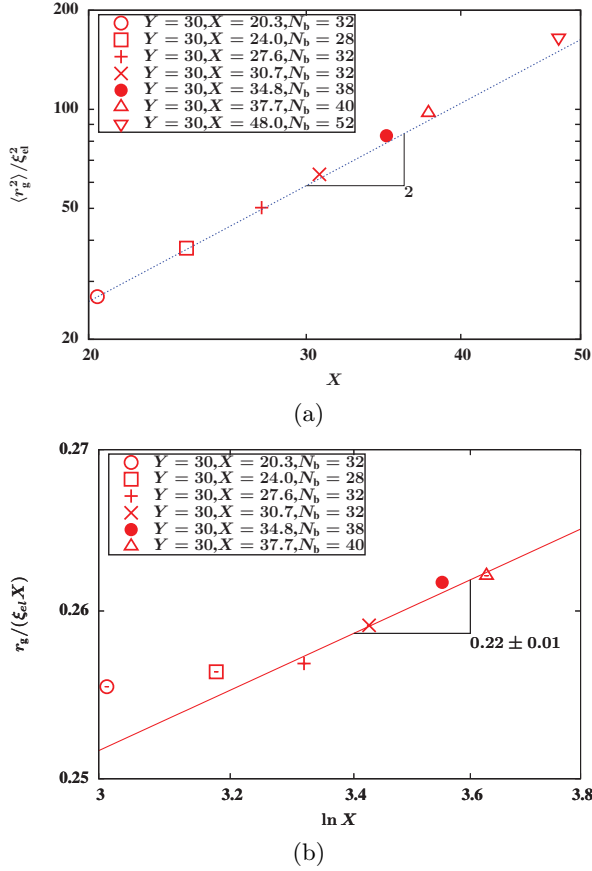 200
100
50
20
⟨r_g^2⟩/ξ_el^2
Y = 30,X = 20.3,N_b = 32
Y = 30,X = 24.0,N_b = 28
Y = 30,X = 27.6,N_b = 32
Y = 30,X = 30.7,N_b = 32
Y = 30,X = 34.8,N_b = 38
Y = 30,X = 37.7,N_b = 40
Y = 30,X = 48.0,N_b = 52
2
20 30 40 50
X
(a)
0.27
0.26
0.25
r_g/(ξ_el X)
Y = 30,X = 20.3,N_b = 32
Y = 30,X = 24.0,N_b = 28
Y = 30,X = 27.6,N_b = 32
Y = 30,X = 30.7,N_b = 32
Y = 30,X = 34.8,N_b = 38
Y = 30,X = 37.7,N_b = 40
0.22 ± 0.01
3 3.2 3.4 3.6 3.8
ln X
(b)